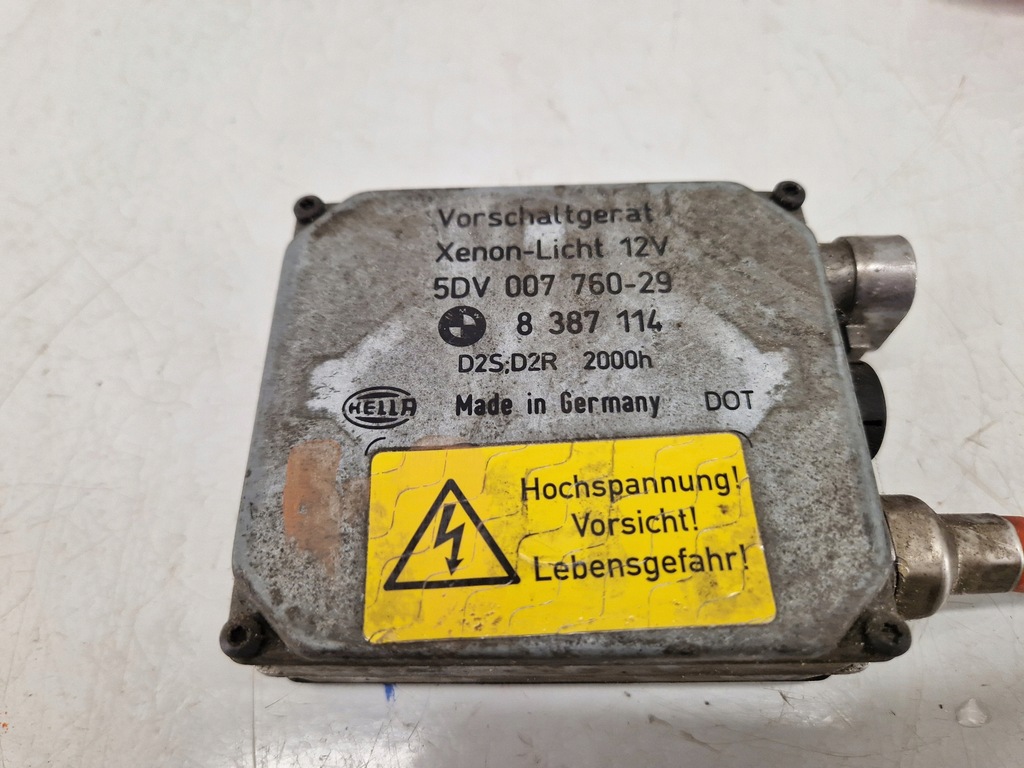 Vorschaltgerät
Xenon-Licht 12V
5DV 007 760-29
8 387 114
D2S;D2R 2000h
HELLA Made in Germany DOT
Hochspannung!
Vorsicht!
Lebensgefahr!